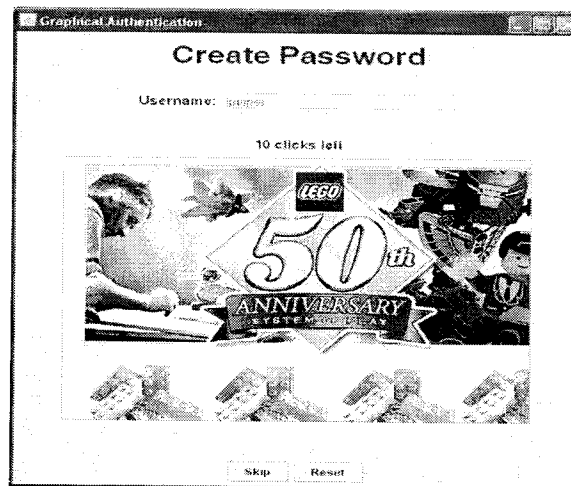 Graphical Authentication
Create Password
Username:
10 clicks left
LEGO
50th
ANNIVERSARY
SYSTEM OF PLAY
Skip Reset